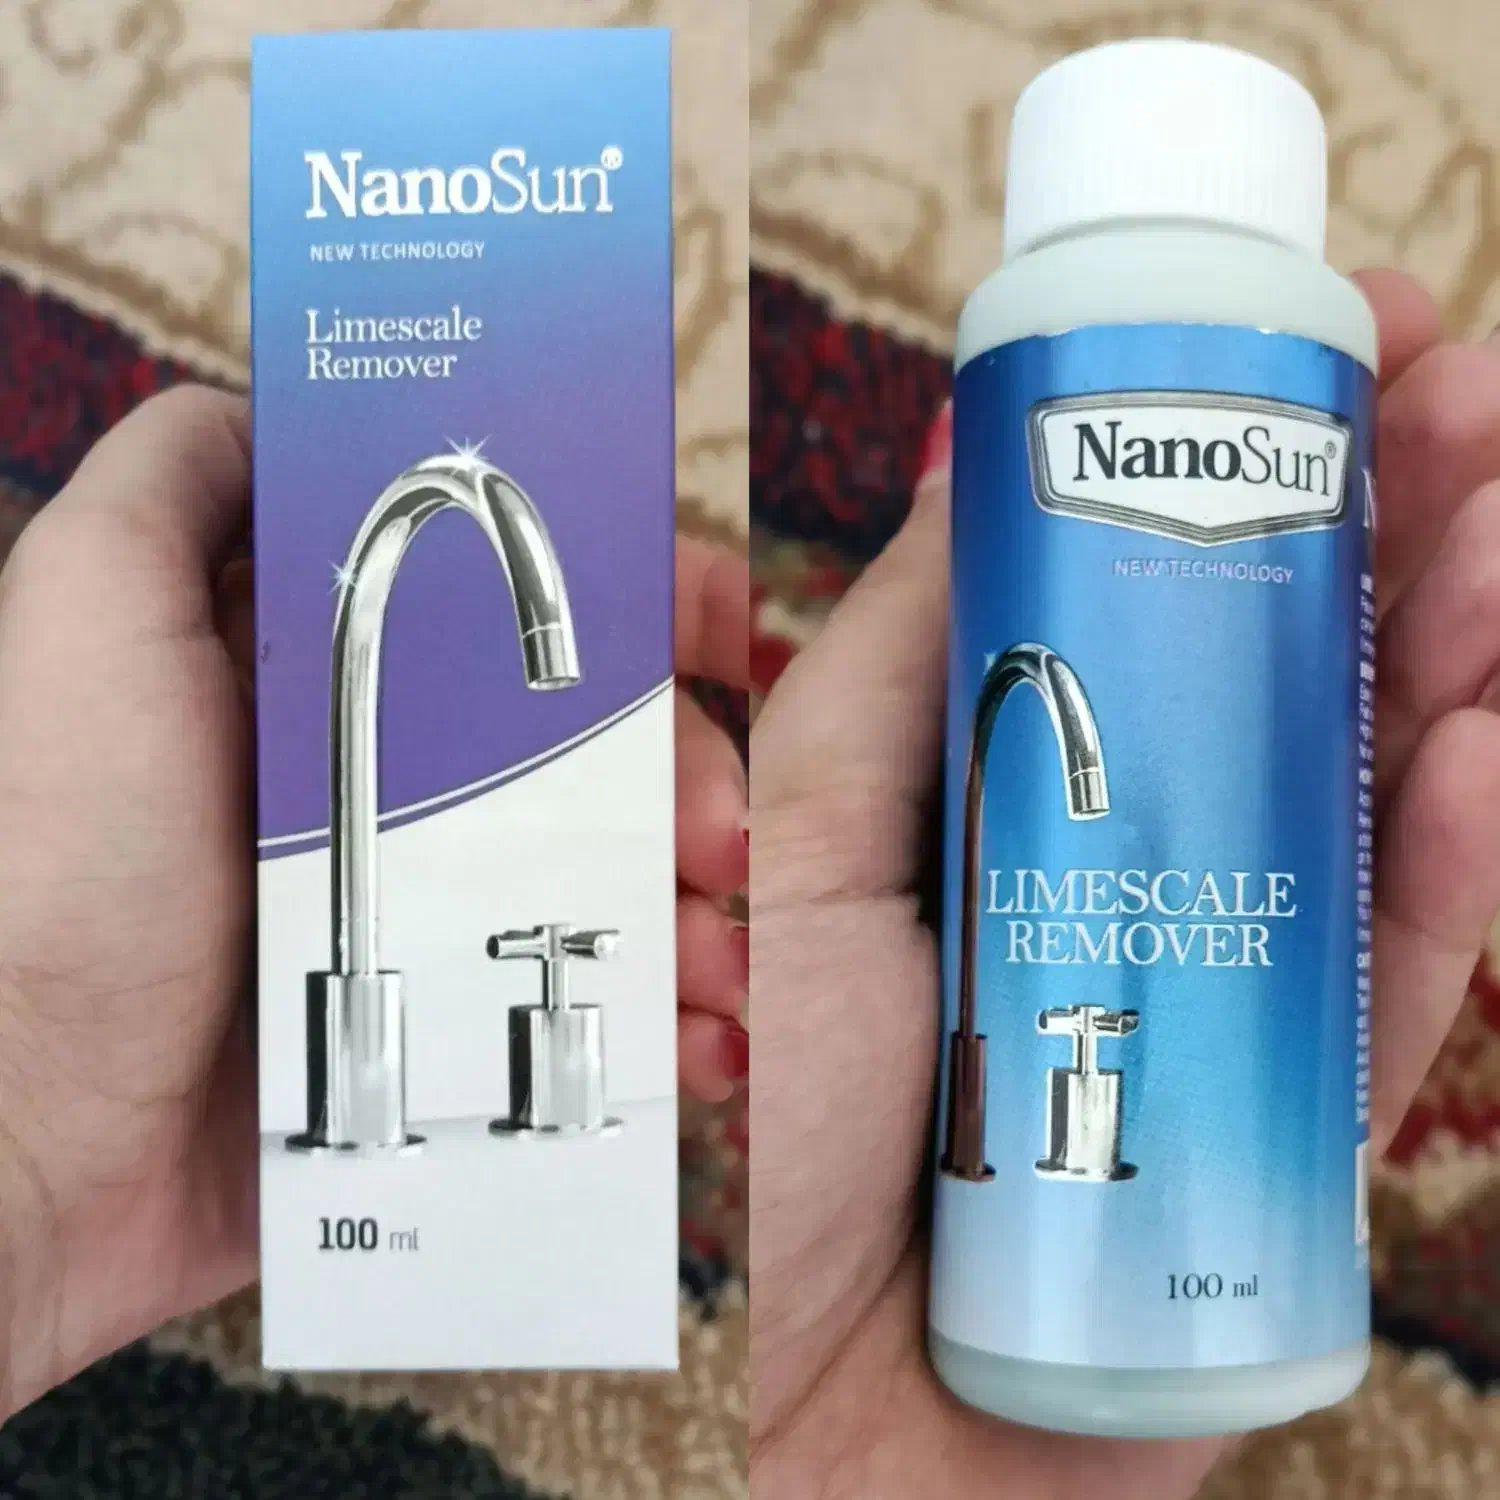 NanoSun®
NEW TECHNOLOGY
Limescale
Remover
100 ml
NanoSun®
NEW TECHNOLOGY
LIMESCALE
REMOVER
100 ml